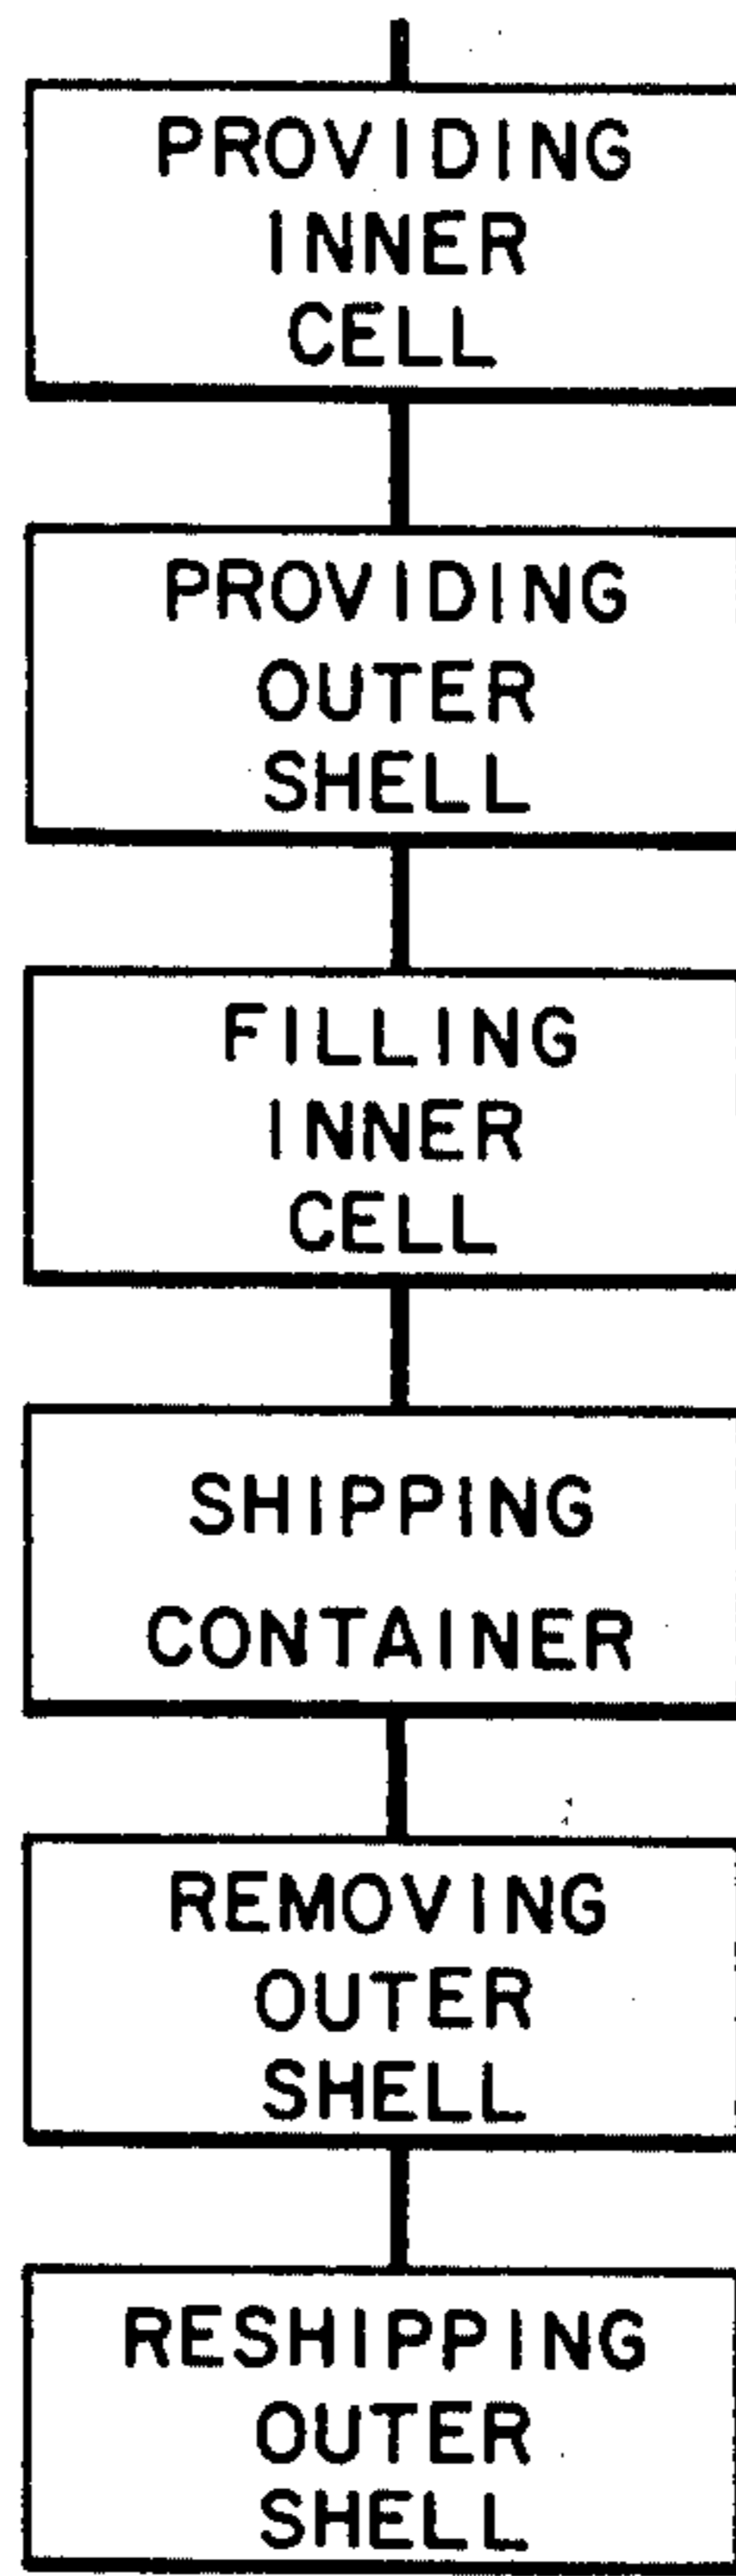 PROVIDING
INNER
CELL
PROVIDING
OUTER
SHELL
FILLING
INNER
CELL
SHIPPING
CONTAINER
REMOVING
OUTER
SHELL
RESHIPPING
OUTER
SHELL